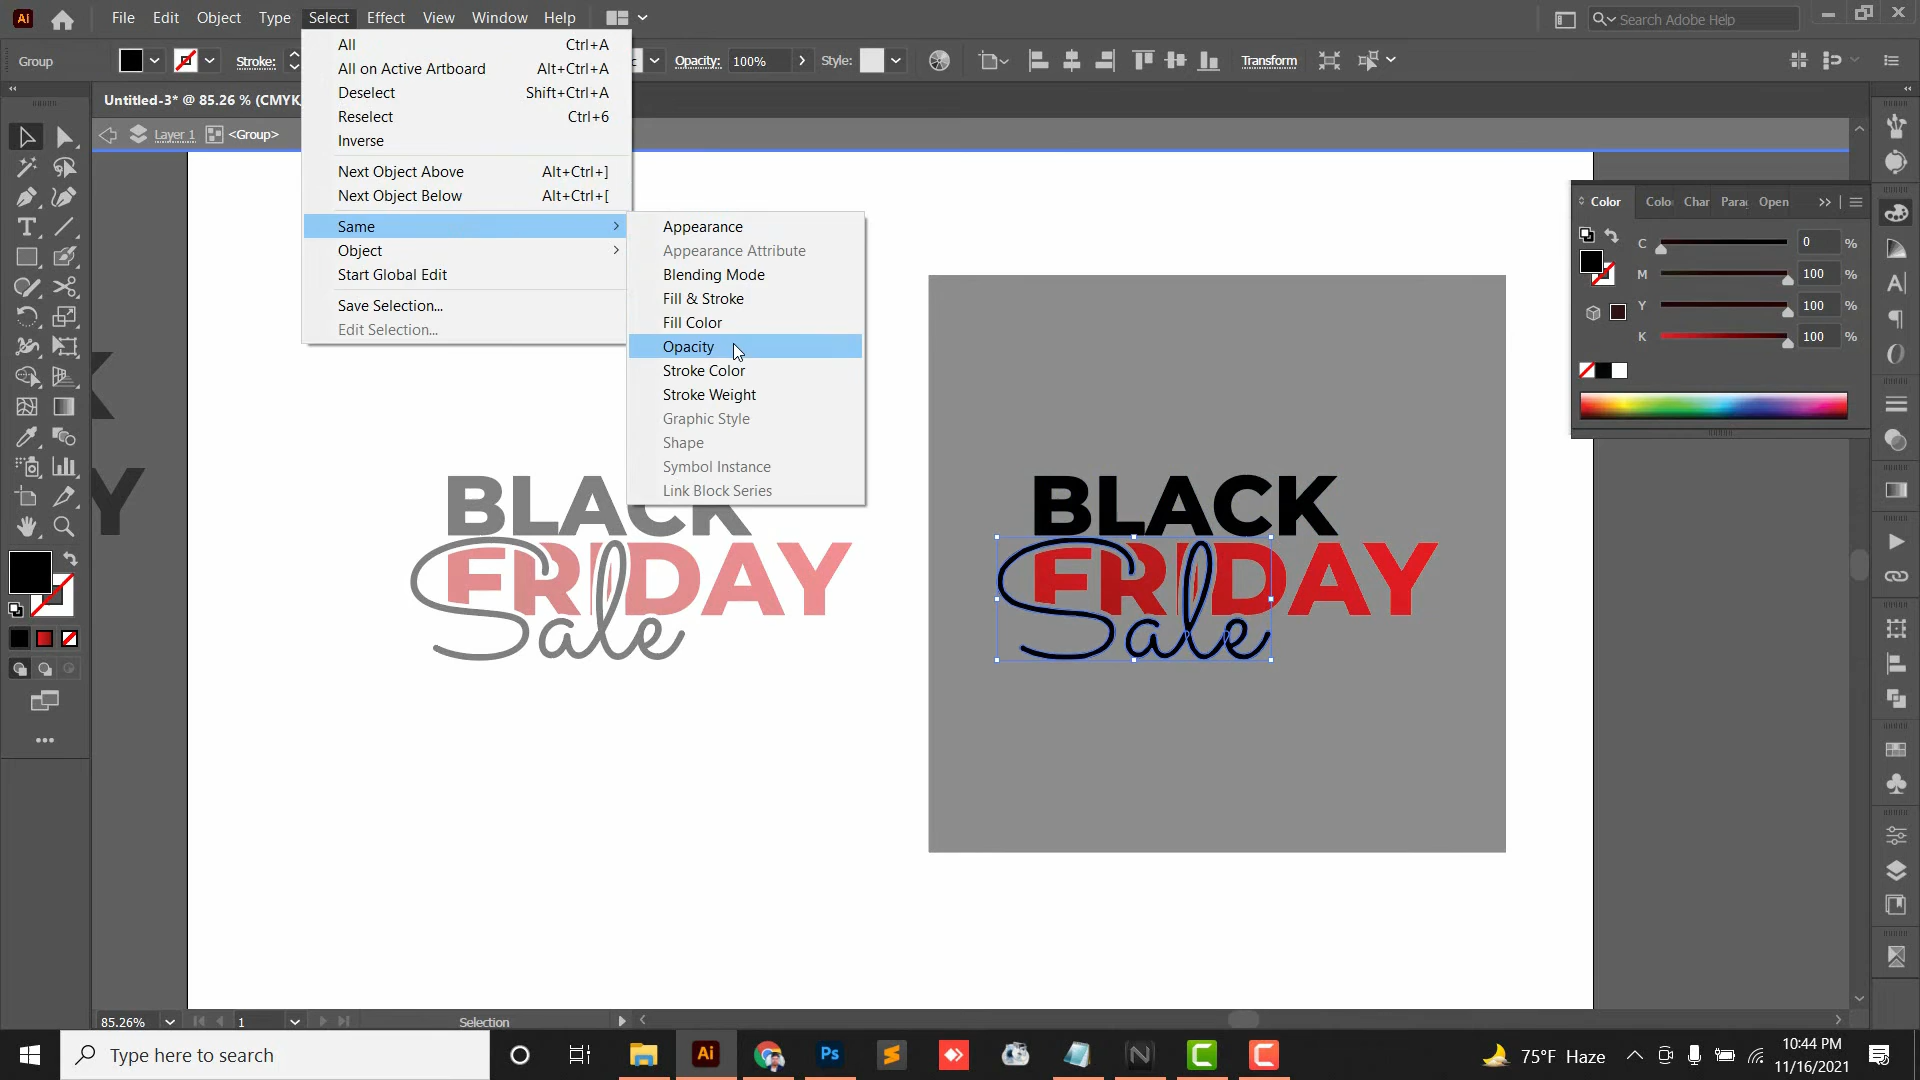 Ai File Edit Object Type Select Effect View Window Help Search Adobe Help
Group Stroke: Opacity: 100% Style: Transform
Untitled-3* @ 85.26 % (CMYK
Layer 1 <Group>
All Ctrl+A
All on Active Artboard Alt+Ctrl+A
Deselect Shift+Ctrl+A
Reselect Ctrl+6
Inverse
Next Object Above Alt+Ctrl+]
Next Object Below Alt+Ctrl+[
Same
Object
Start Global Edit
Save Selection...
Edit Selection...
Appearance
Appearance Attribute
Blending Mode
Fill & Stroke
Fill Color
Opacity
Stroke Color
Stroke Weight
Graphic Style
Shape
Symbol Instance
Link Block Series
Color Colo Char Para Open
C 0 %
M 100 %
Y 100 %
K 100 %
K
Y
BLACK
FRIDAY
Sale
BLACK
FRIDAY
Sale
85.26% 1 Selection
Type here to search Ai Ps 75°F Haze
10:44 PM
11/16/2021